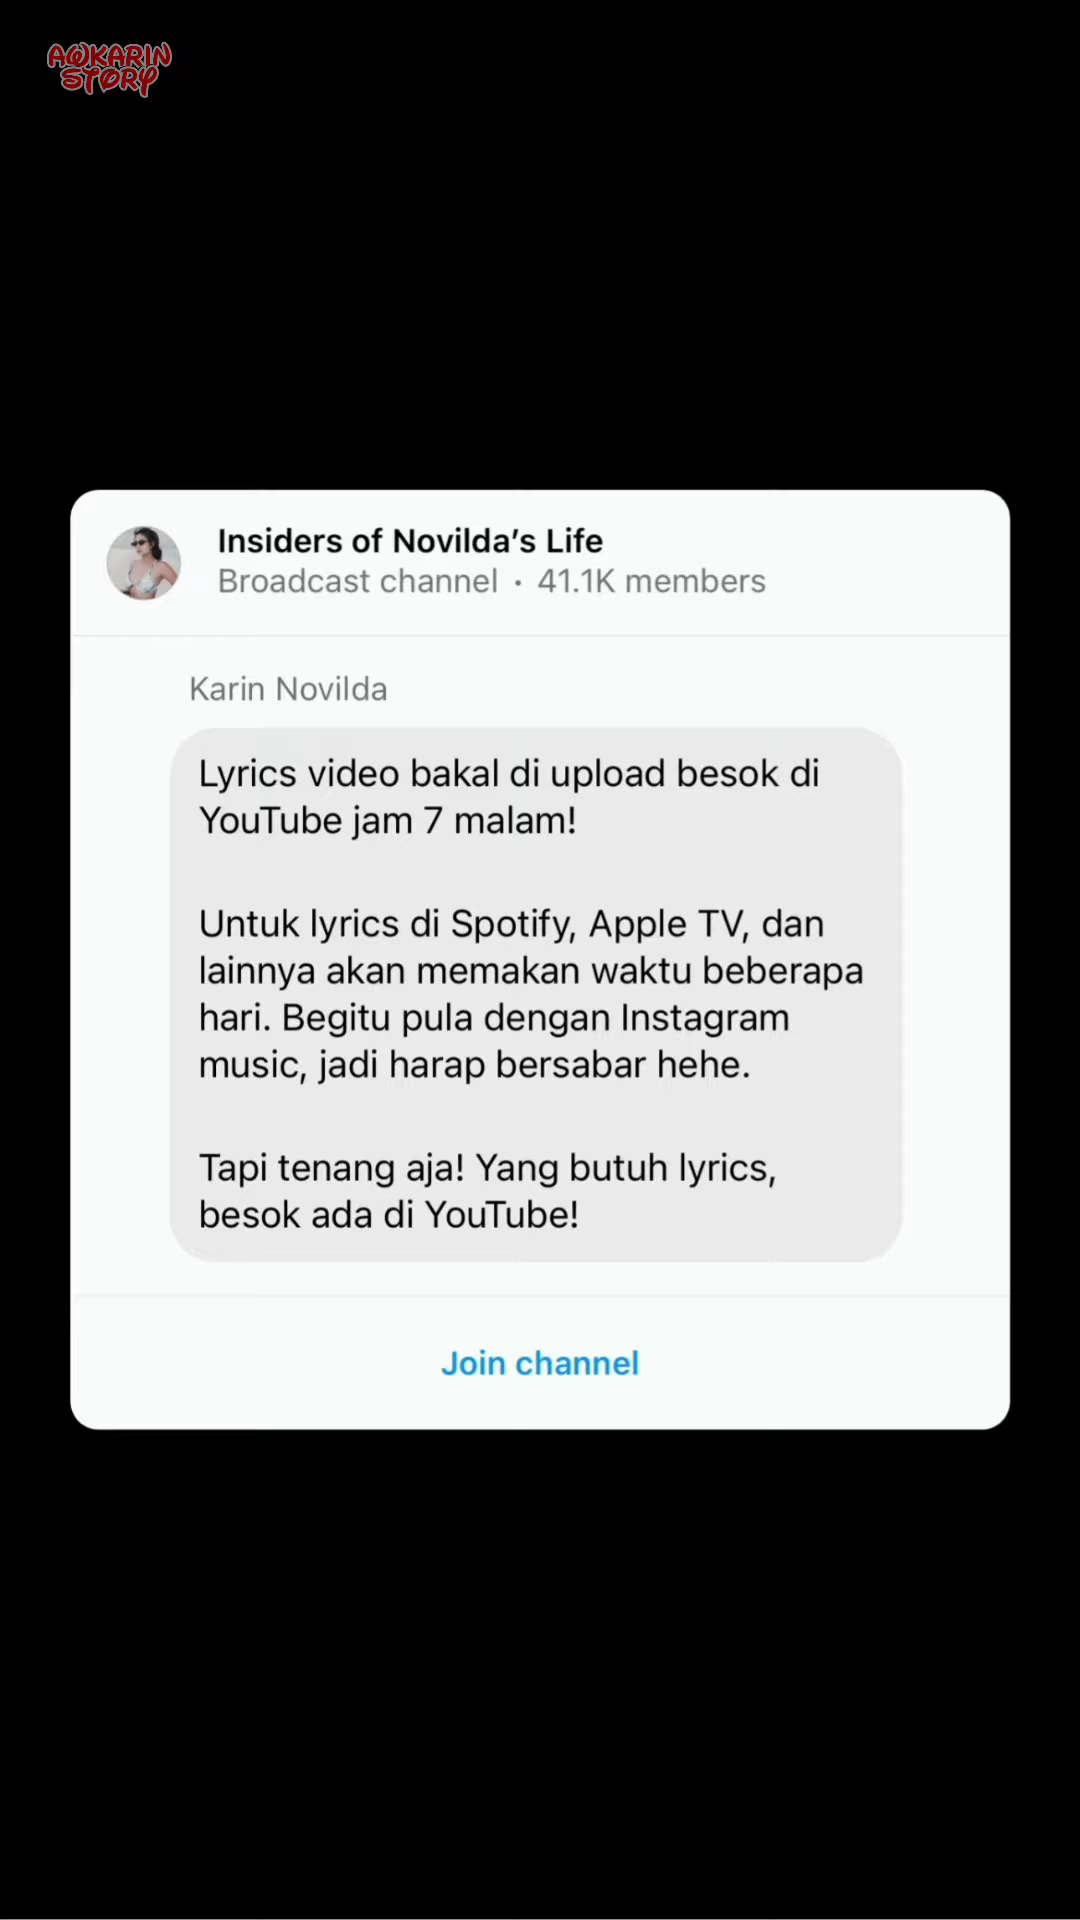 AWKARIN
STORY
Insiders of Novilda’s Life
Broadcast channel • 41.1K members
Karin Novilda
Lyrics video bakal di upload besok di
YouTube jam 7 malam!
Untuk lyrics di Spotify, Apple TV, dan
lainnya akan memakan waktu beberapa
hari. Begitu pula dengan Instagram
music, jadi harap bersabar hehe.
Tapi tenang aja! Yang butuh lyrics,
besok ada di YouTube!
Join channel